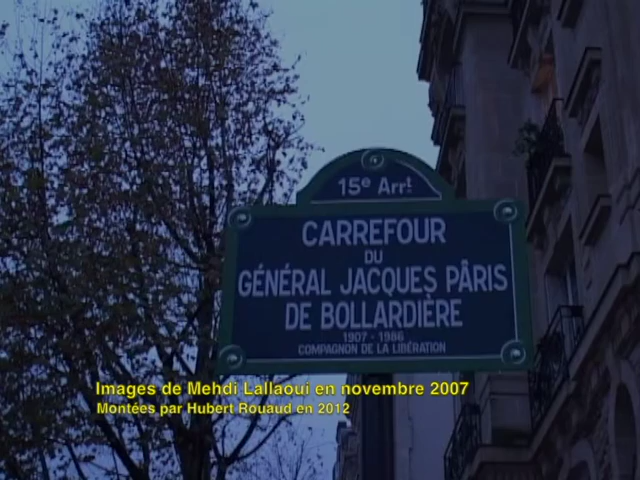 15e Arrt
CARREFOUR
DU
GÉNÉRAL JACQUES PÂRIS
DE BOLLARDIÈRE
1907 - 1986
COMPAGNON DE LA LIBÉRATION
Images de Mehdi Lallaoui en novembre 2007
Montées par Hubert Rouaud en 2012